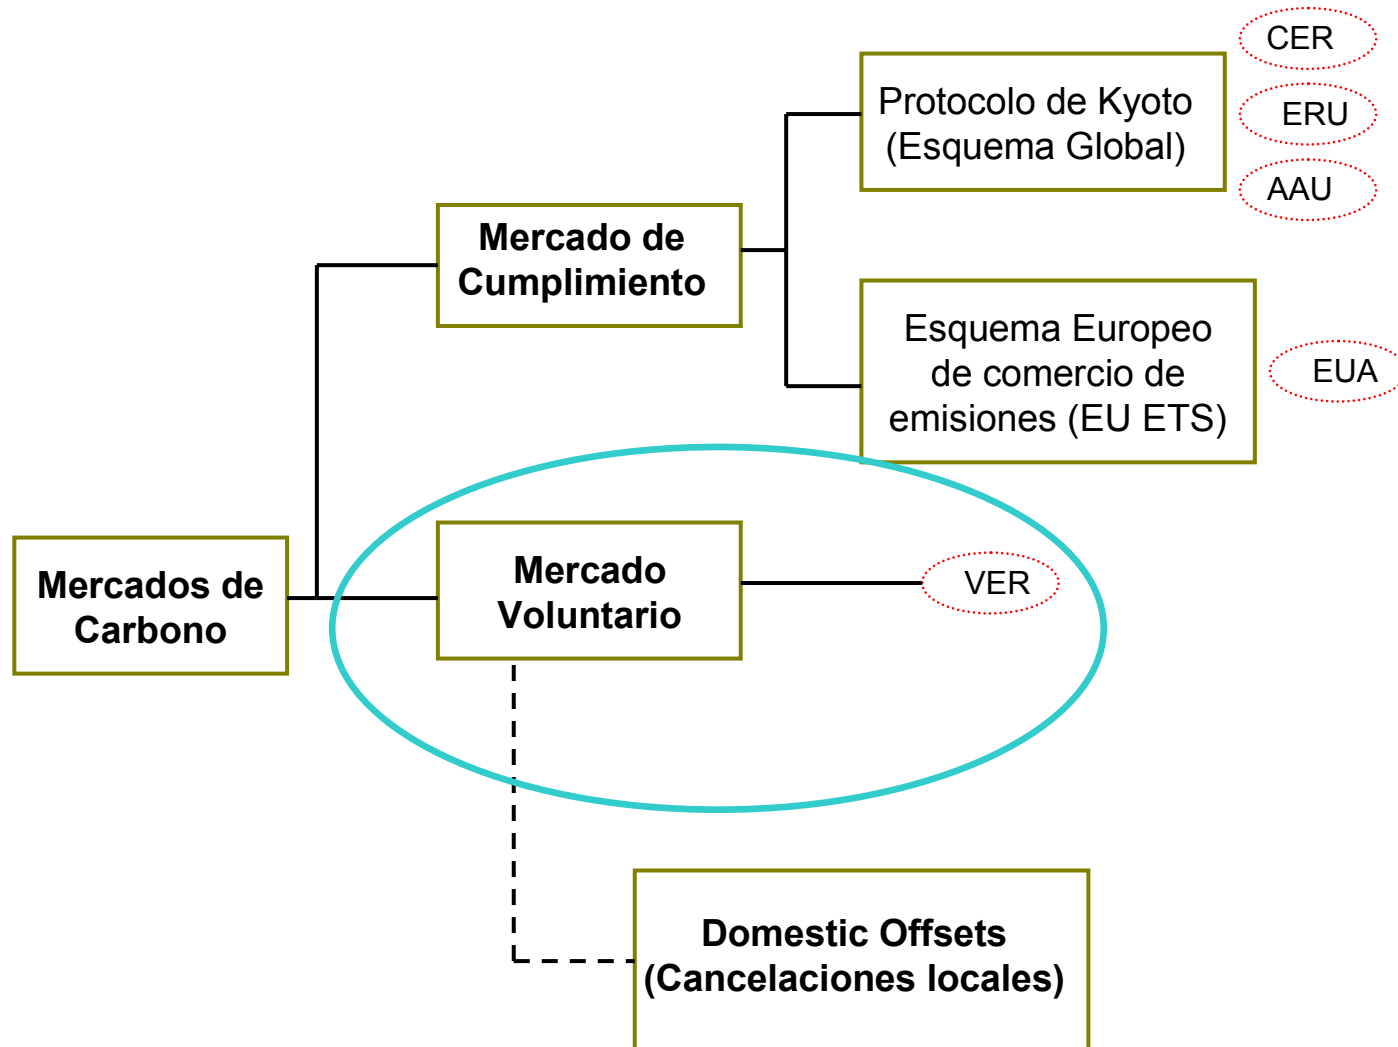 CER
Protocolo de Kyoto
(Esquema Global)
ERU
AAU
Mercado de
Cumplimiento
Esquema Europeo
de comercio de
emisiones (EU ETS)
EUA
Mercados de
Carbono
Mercado
Voluntario
VER
Domestic Offsets
(Cancelaciones locales)